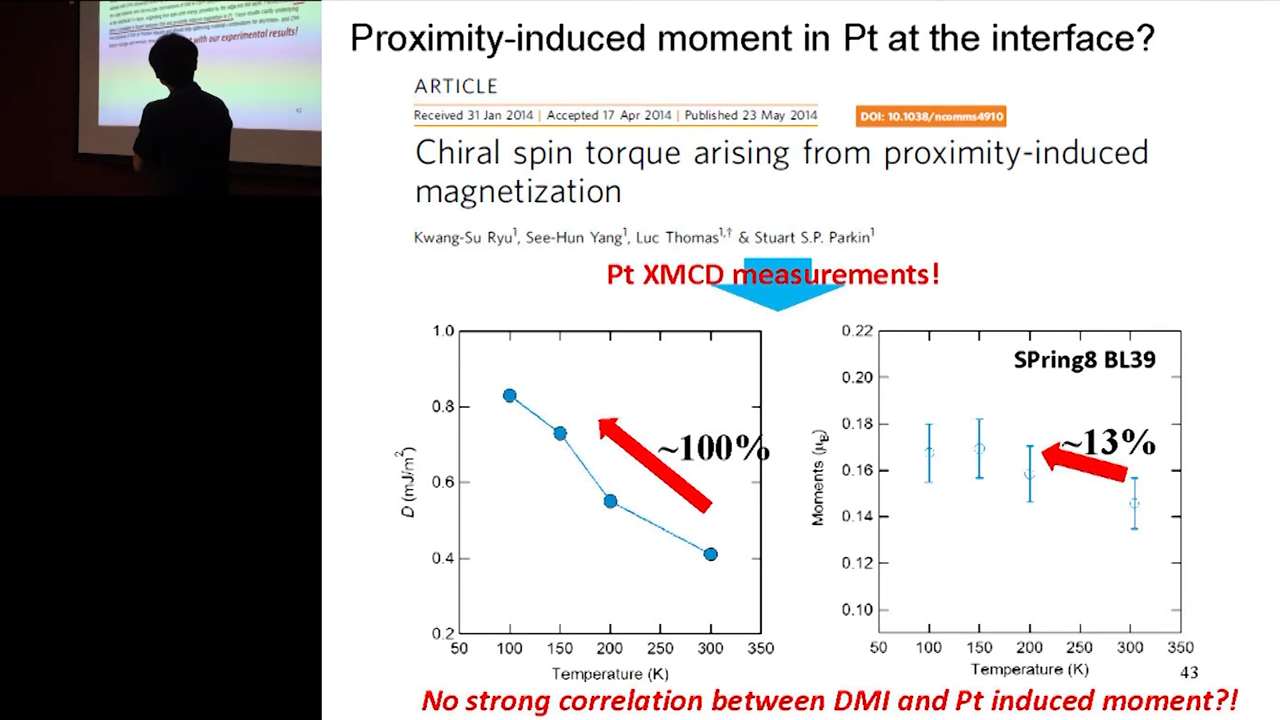 with our experimental results!
43
Proximity-induced moment in Pt at the interface?
ARTICLE
Received 31 Jan 2014 | Accepted 17 Apr 2014 | Published 23 May 2014
DOI: 10.1038/ncomms4910
Chiral spin torque arising from proximity-induced
magnetization
Kwang-Su Ryu1, See-Hun Yang1, Luc Thomas1,† & Stuart S.P. Parkin1
Pt XMCD measurements!
1.0
0.8
0.6
0.4
0.2
D (mJ/m²)
~100%
50 100 150 200 250 300 350
Temperature (K)
0.22
0.20
0.18
0.16
0.14
0.12
0.10
Moments (μB)
SPring8 BL39
~13%
50 100 150 200 250 300 350
Temperature (K)
43
No strong correlation between DMI and Pt induced moment?!